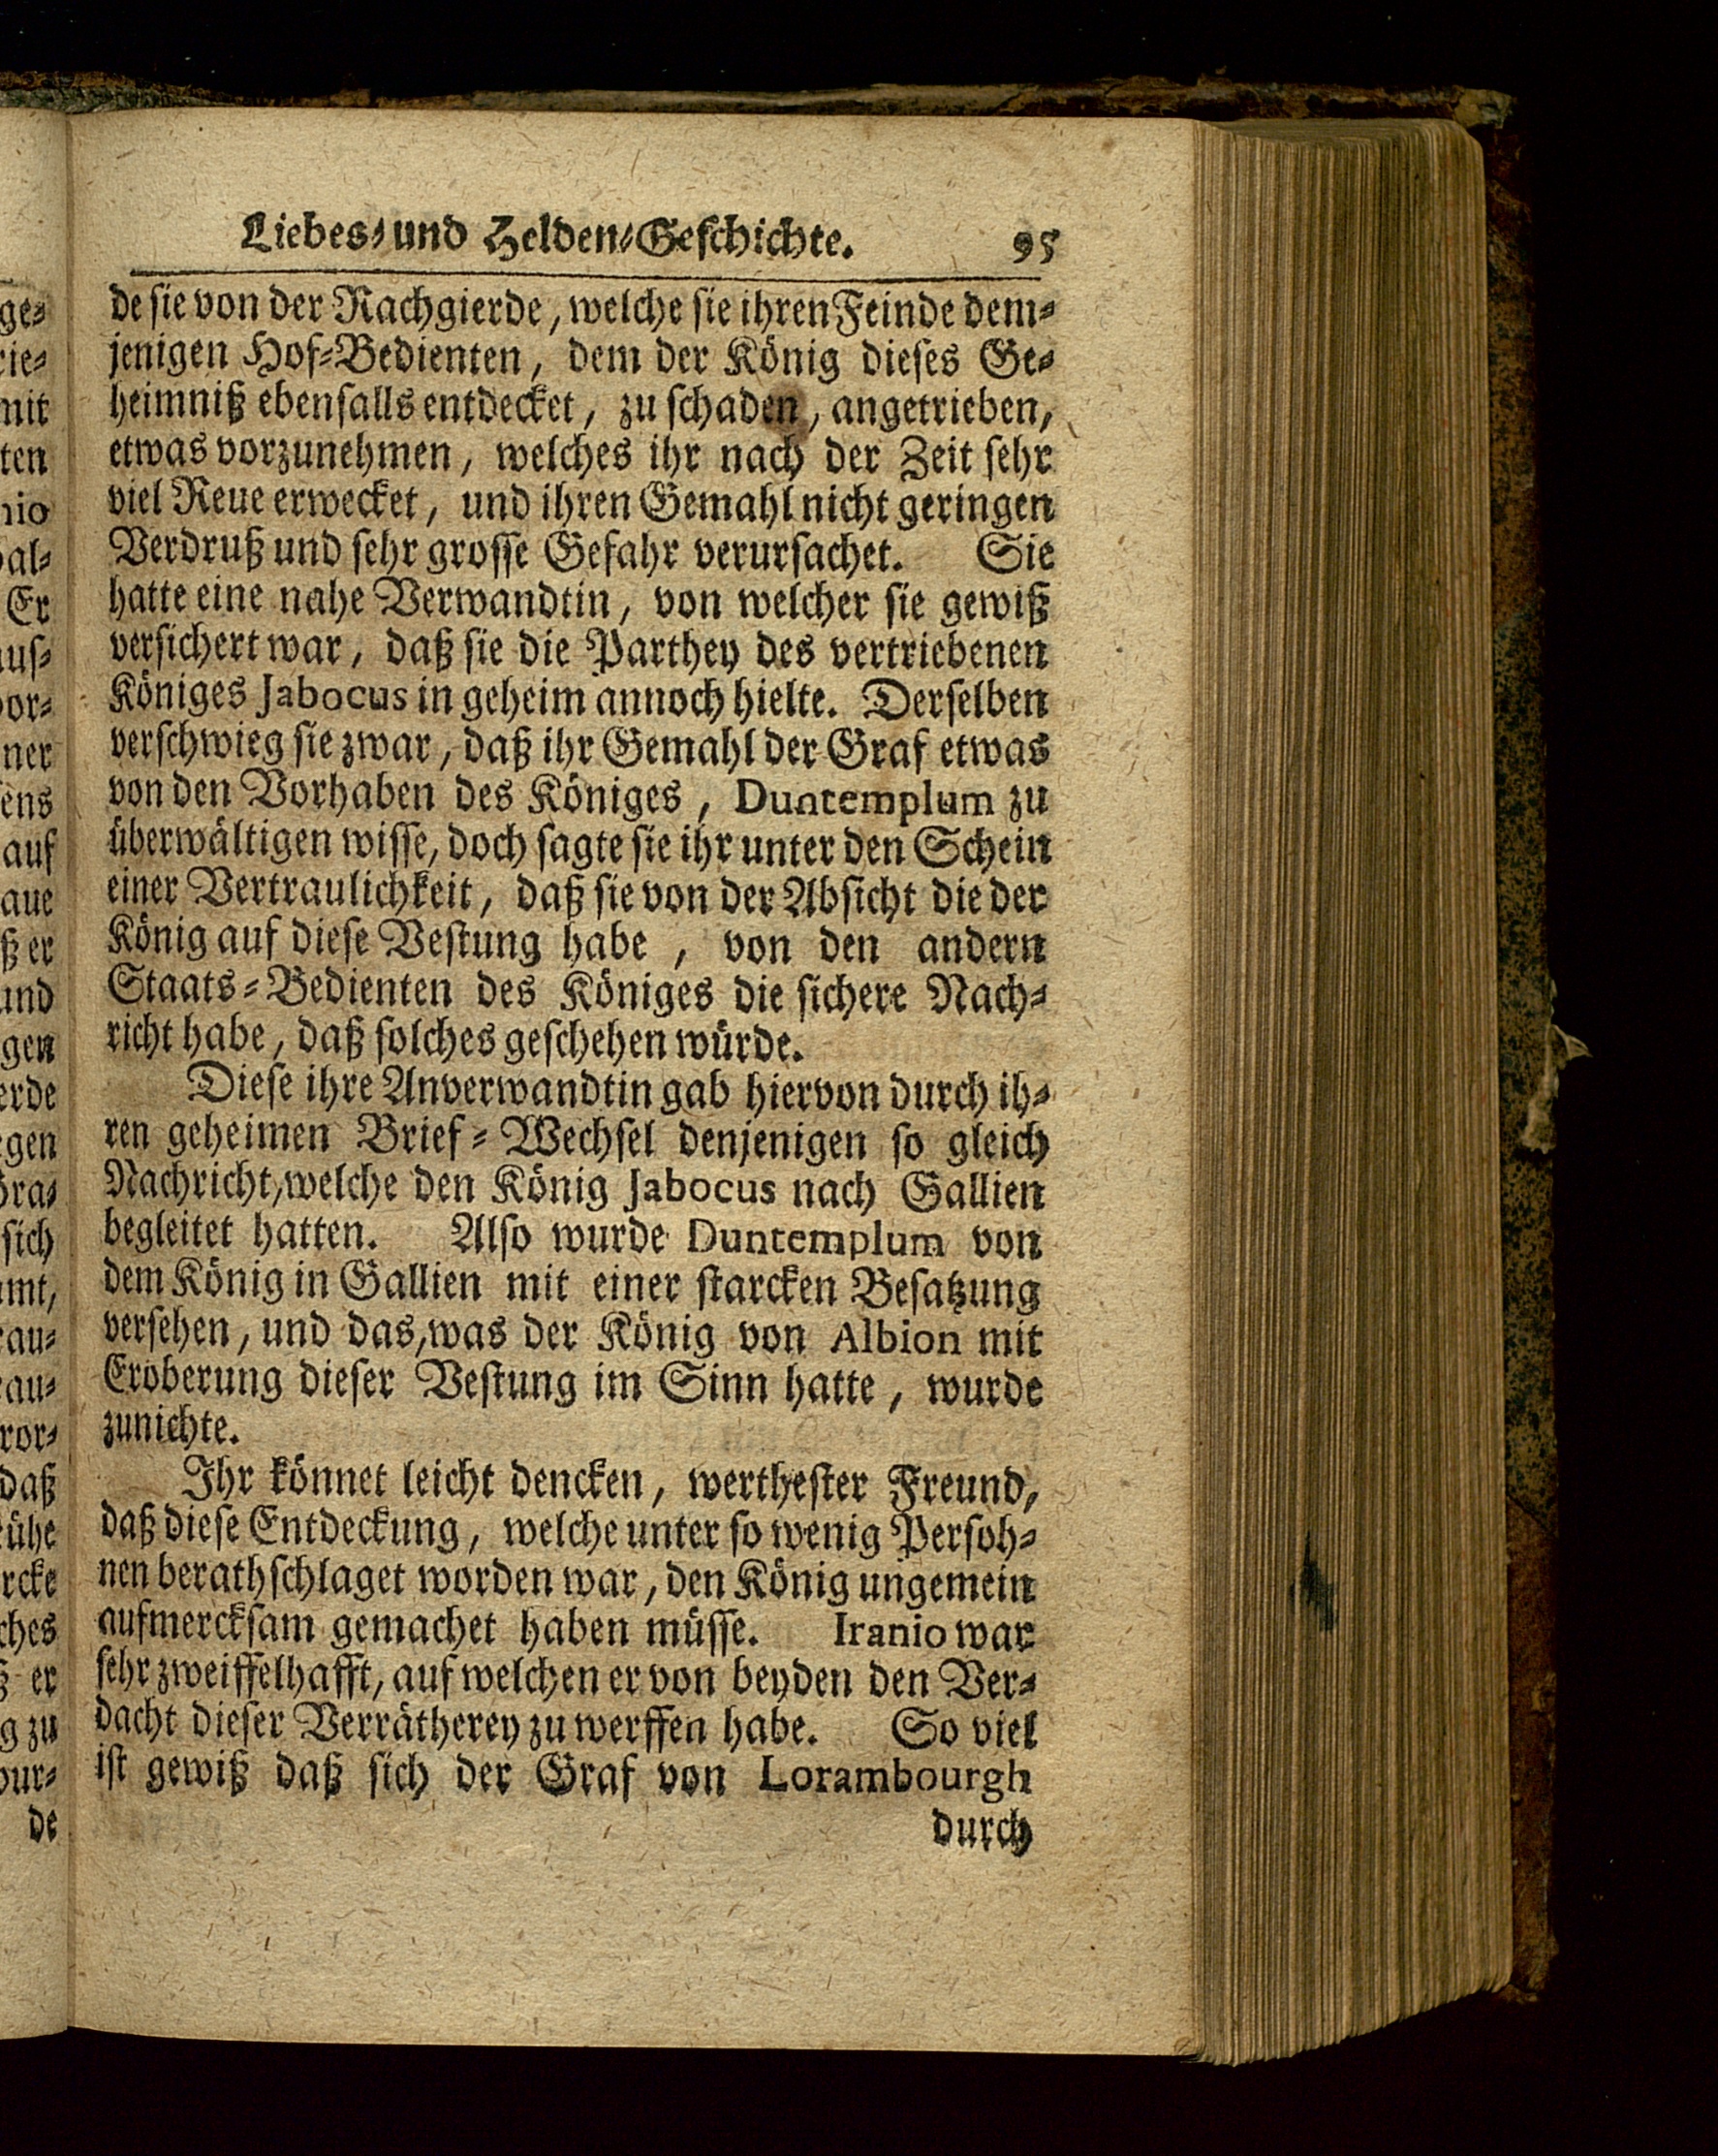 Liebes- und Helden-Geschichte. 95
de sie von der Rachgierde, welche sie ihren Feinde dem-
jenigen Hof-Bedienten, dem der König dieses Ge-
heimniß ebenfalls entdecket, zu schaden, angetrieben,
etwas vorzunehmen, welches ihr nach der Zeit sehr
viel Reue erwecket, und ihren Gemahl nicht geringen
Verdruß und sehr grosse Gefahr verursachet. Sie
hatte eine nahe Verwandtin, von welcher sie gewiß
versichert war, daß sie die Parthey des vertriebenen
Königes Jabocus in geheim annoch hielte. Derselben
verschwieg sie zwar, daß ihr Gemahl der Graf etwas
von den Vorhaben des Königes, Duntemplum zu
überwältigen wisse, doch sagte sie ihr unter den Schein
einer Vertraulichkeit, daß sie von der Absicht die der
König auf diese Vestung habe, von den andern
Staats-Bedienten des Königes die sichere Nach-
richt habe, daß solches geschehen würde.
Diese ihre Anverwandtin gab hiervon durch ih-
ren geheimen Brief-Wechsel denjenigen so gleich
Nachricht, welche den König Jabocus nach Gallien
begleitet hatten. Also wurde Duntemplum von
dem König in Gallien mit einer starcken Besatzung
versehen, und das, was der König von Albion mit
Eroberung dieser Vestung im Sinn hatte, wurde
zunichte.
Ihr könnet leicht dencken, werthester Freund,
daß diese Entdeckung, welche unter so wenig Persoh-
nen berathschlaget worden war, den König ungemein
aufmercksam gemachet haben müsse. Iranio war
sehr zweiffelhafft, auf welchen er von beyden den Ver-
dacht dieser Verrätherey zu werffen habe. So viel
ist gewiß daß sich der Graf von Lorambourgh
durch